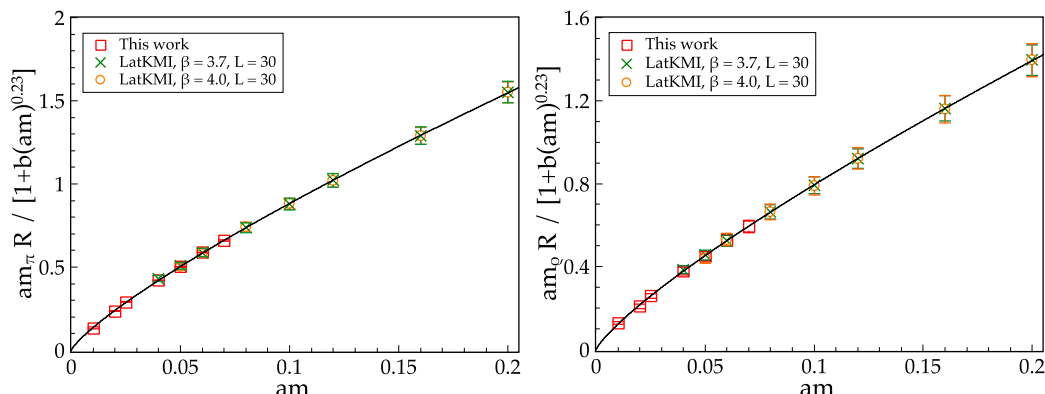 2
1.5
1
0.5
0
0
0.05
0.1
0.15
0.2
am
am_π R / [1+b(am)^0.23]
This work
LatKMI, β = 3.7, L = 30
LatKMI, β = 4.0, L = 30
1.6
1.2
0.8
0.4
0
0
0.05
0.1
0.15
0.2
am
am_ϱ R / [1+b(am)^0.23]
This work
LatKMI, β = 3.7, L = 30
LatKMI, β = 4.0, L = 30